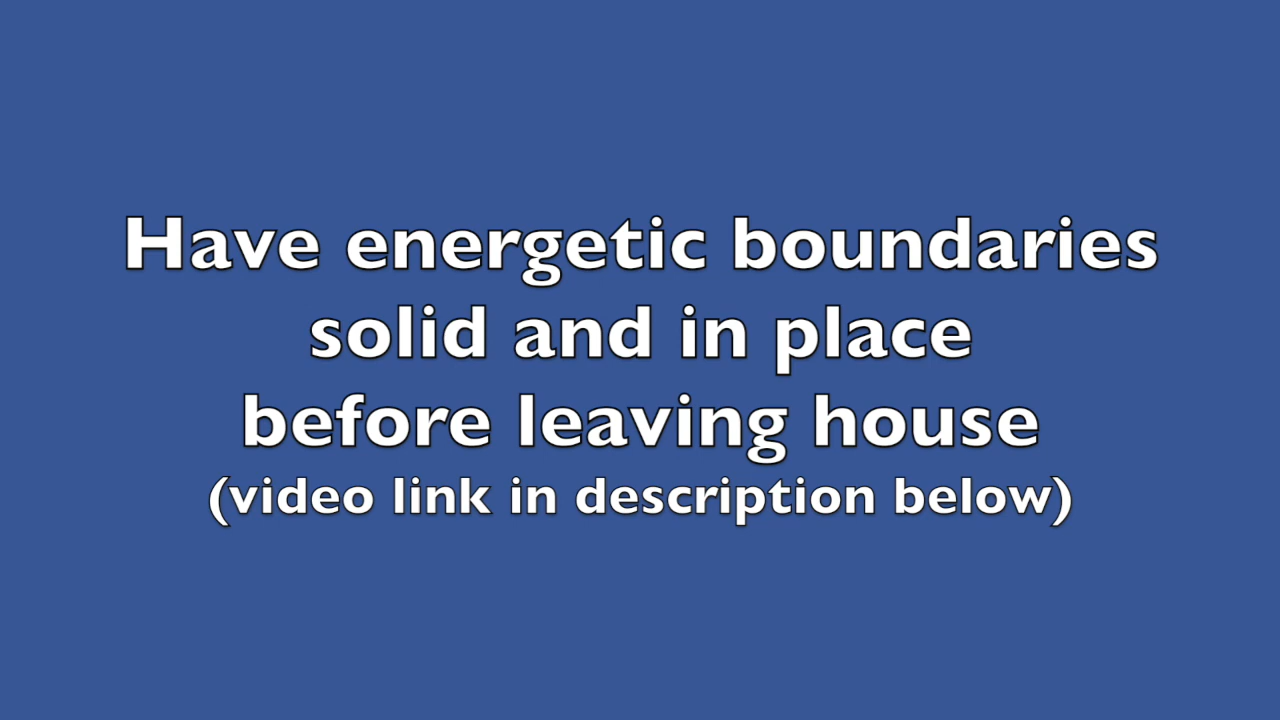 Have energetic boundaries
solid and in place
before leaving house
(video link in description below)